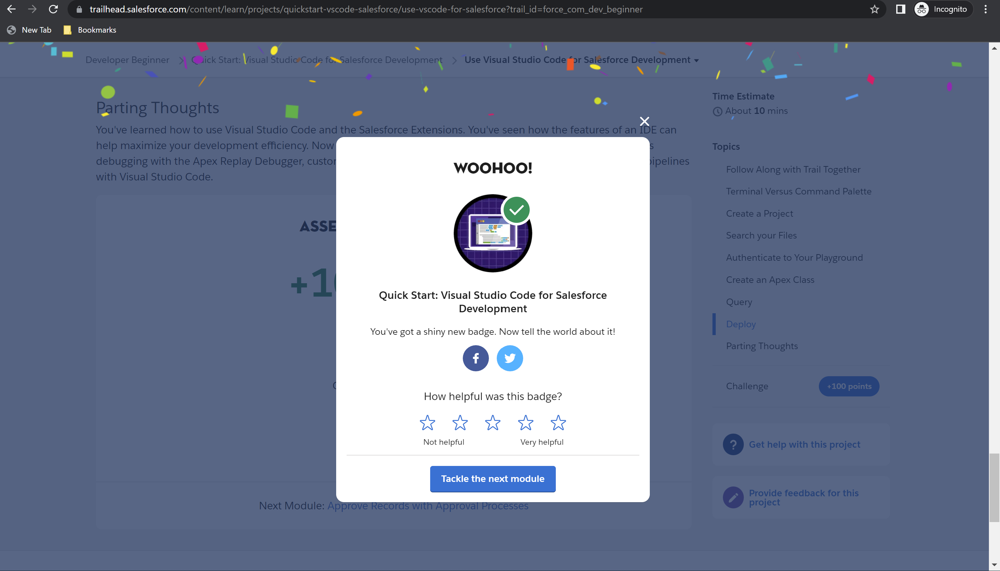 trailhead.salesforce.com/content/learn/projects/quickstart-vscode-salesforce/use-vscode-for-salesforce?trail_id=force_com_dev_beginner
Incognito
New Tab
Bookmarks
Developer Beginner
Quick Start: Visual Studio Code for Salesforce Development
Use Visual Studio Code for Salesforce Development
Parting Thoughts
You've learned how to use Visual Studio Code and the Salesforce Extensions. You've seen how the features of an IDE can
help maximize your development efficiency. Now
debugging with the Apex Replay Debugger,
pipelines
with Visual Studio Code.
+10
WOOHOO!
Quick Start: Visual Studio Code for Salesforce
Development
You've got a shiny new badge. Now tell the world about it!
How helpful was this badge?
Not helpful
Very helpful
Tackle the next module
Next Module: Approve Records with Approval Processes
Time Estimate
About 10 mins
Topics
Follow Along with Trail Together
Terminal Versus Command Palette
Create a Project
Search your Files
Authenticate to Your Playground
Create an Apex Class
Query
Deploy
Parting Thoughts
Challenge
+100 points
Get help with this project
Provide feedback for this
project